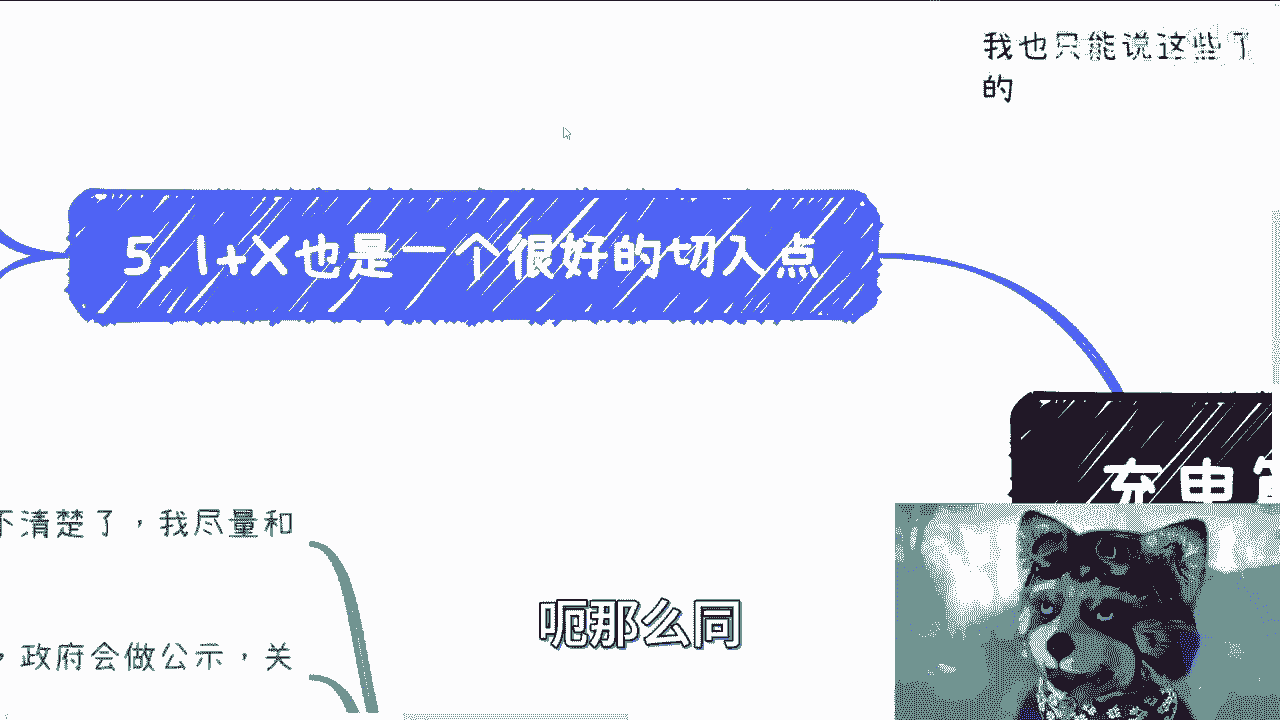 我也只能说这些了
的
5.1+X也是一个很好的切入点
充电
不清楚了，我尽量和
呃那么同
，政府会做公示，关